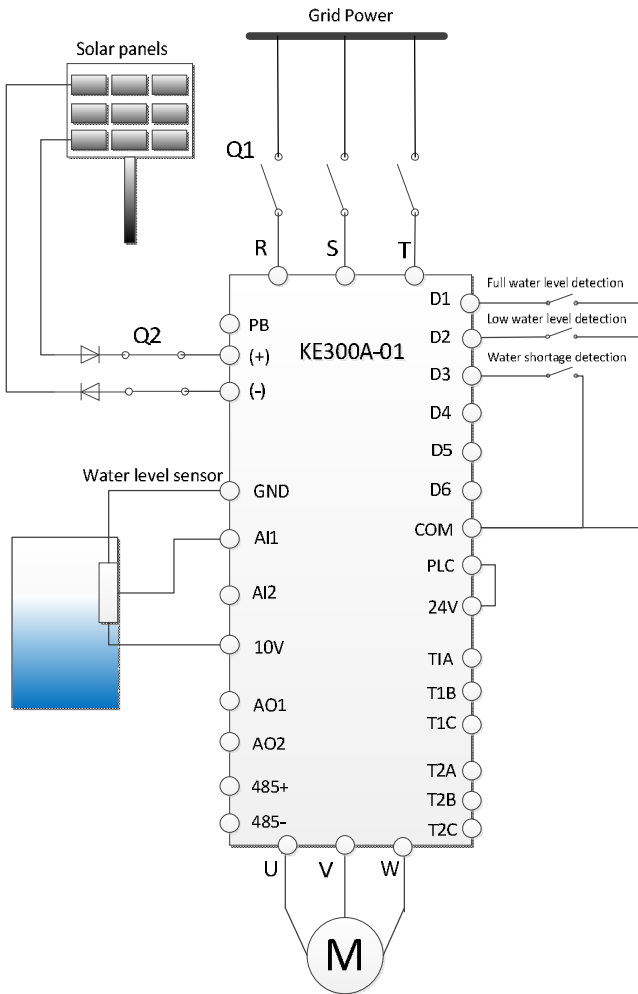 Grid Power
Solar panels
Q1
R
S
T
D1
Full water level detection
D2
Low water level detection
D3
Water shortage detection
D4
D5
D6
COM
PLC
24V
TIA
T1B
T1C
T2A
T2B
T2C
KE300A-01
PB
Q2
(+)
(-)
Water level sensor
GND
AI1
AI2
10V
AO1
AO2
485+
485-
U
V
W
M